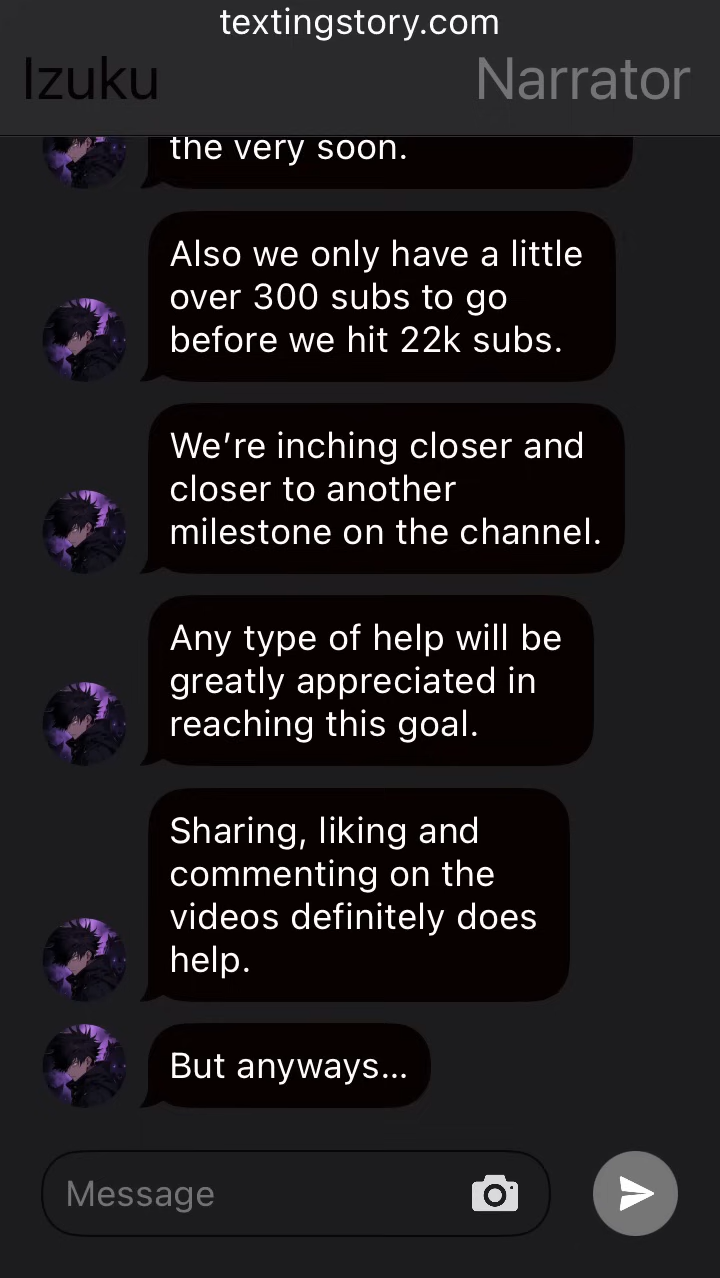 textingstory.com
Izuku
Narrator
the very soon.
Also we only have a little
over 300 subs to go
before we hit 22k subs.
We’re inching closer and
closer to another
milestone on the channel.
Any type of help will be
greatly appreciated in
reaching this goal.
Sharing, liking and
commenting on the
videos definitely does
help.
But anyways...
Message